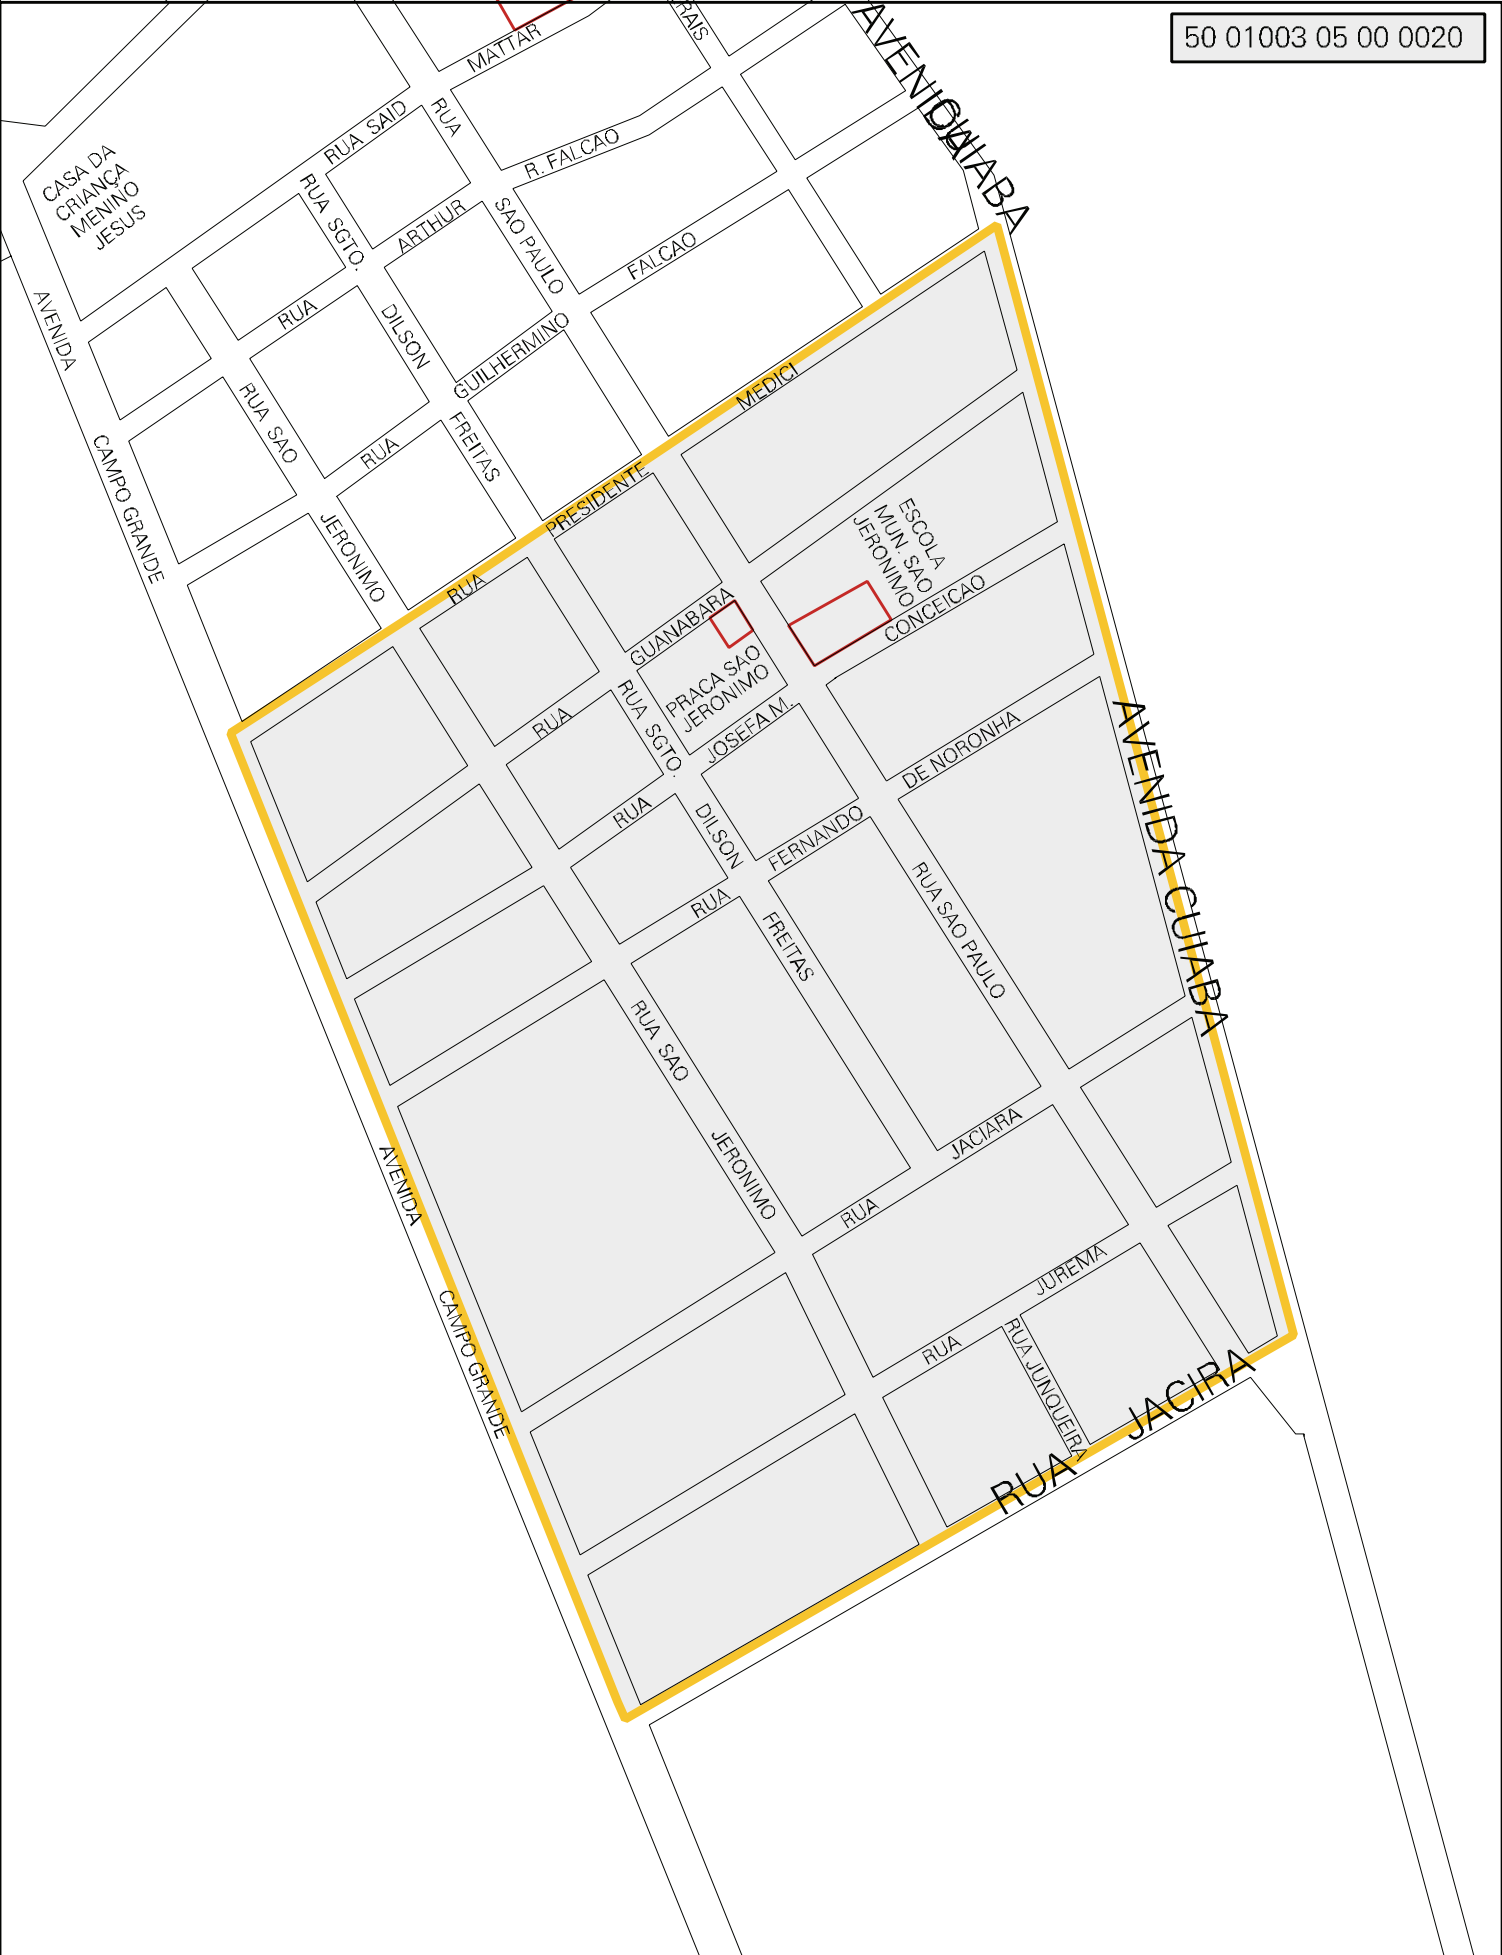 50 01003 05 00 0020
RAIS
MATTAR
AVENIDA
CUIABA
RUA SAID
RUA
R. FALCAO
CASA DA
CRIANÇA
MENINO
JESUS
RUA SGTO.
ARTHUR
SAO PAULO
FALCAO
AVENIDA
RUA
DILSON
GUILHERMINO
RUA SAO
RUA
FREITAS
MEDICI
CAMPO GRANDE
JERONIMO
PRESIDENTE
RUA
ESCOLA
MUN. SAO
JERONIMO
CONCEICAO
GUANABARA
PRACA SAO
JERONIMO
RUA
RUA SGTO.
JOSEFA M.
DE NORONHA
AVENIDA CUIABA
RUA
DILSON
FERNANDO
RUA
FREITAS
RUA SAO PAULO
RUA SAO
JERONIMO
JACIARA
RUA
AVENIDA
CAMPO GRANDE
JUREMA
RUA
RUA JUNQUEIRA
RUA JACIRA